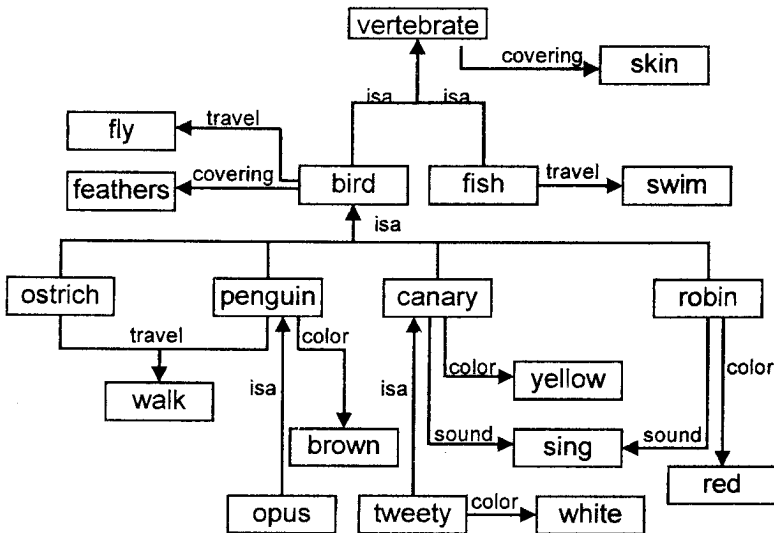 vertebrate
covering
skin
isa
isa
fly
travel
feathers
covering
bird
fish
travel
swim
isa
ostrich
penguin
canary
robin
travel
color
walk
isa
isa
color
yellow
color
brown
sound
sing
sound
red
opus
tweety
color
white